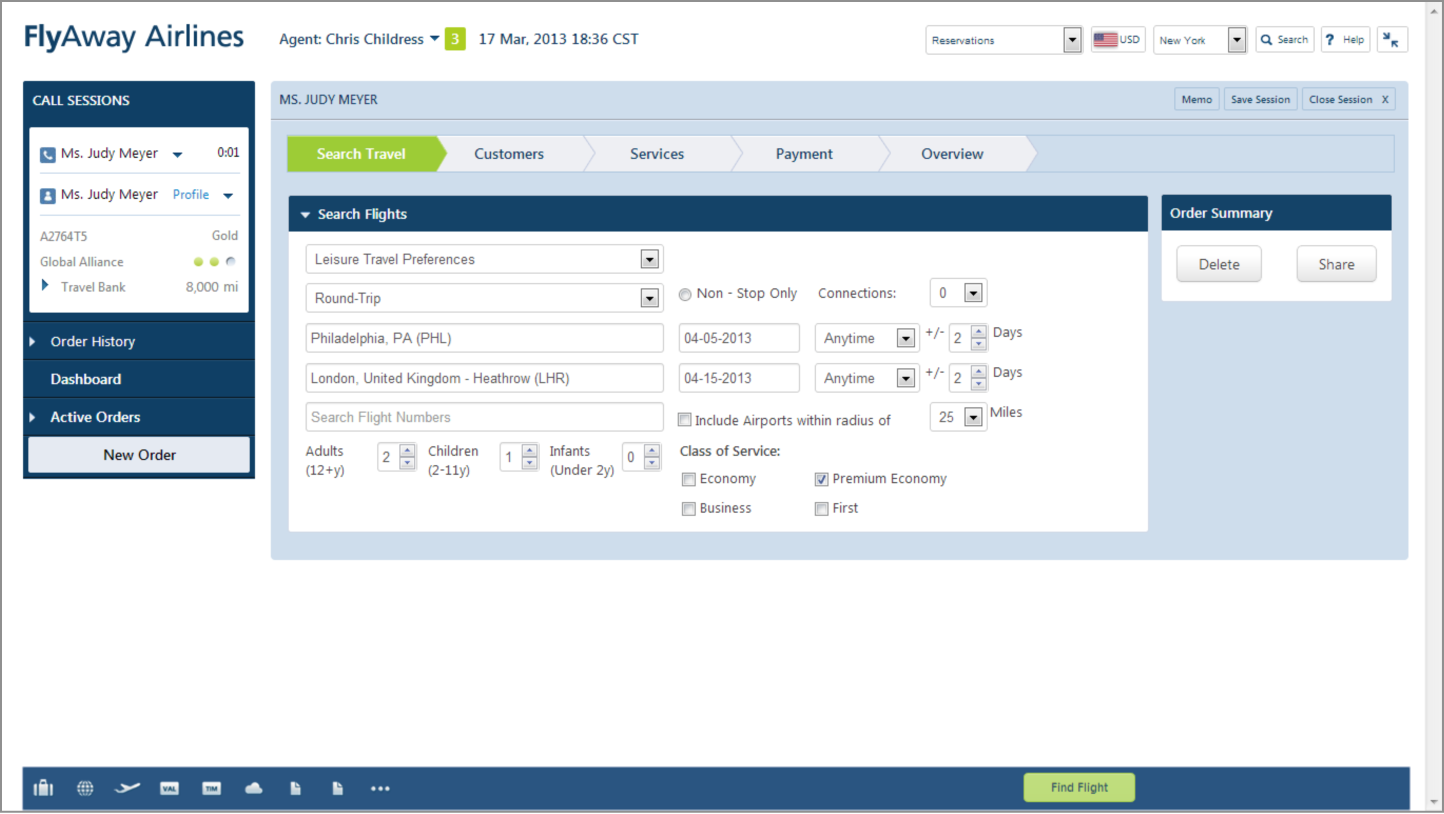 FlyAway Airlines
Agent: Chris Childress 3 17 Mar, 2013 18:36 CST
Reservations
USD
New York
Search
? Help
CALL SESSIONS
Ms. Judy Meyer 0:01
Ms. Judy Meyer Profile
A2764T5 Gold
Global Alliance
Travel Bank 8,000 mi
Order History
Dashboard
Active Orders
New Order
MS. JUDY MEYER
Memo
Save Session
Close Session X
Search Travel
Customers
Services
Payment
Overview
Search Flights
Leisure Travel Preferences
Round-Trip
Non - Stop Only Connections: 0
Philadelphia, PA (PHL)
04-05-2013 Anytime +/- 2 Days
London, United Kingdom - Heathrow (LHR)
04-15-2013 Anytime +/- 2 Days
Search Flight Numbers
Include Airports within radius of 25 Miles
Adults
(12+y)
2
Children
(2-11y)
1
Infants
(Under 2y)
0
Class of Service:
Economy
Premium Economy
Business
First
Order Summary
Delete
Share
VAL
TIM
Find Flight